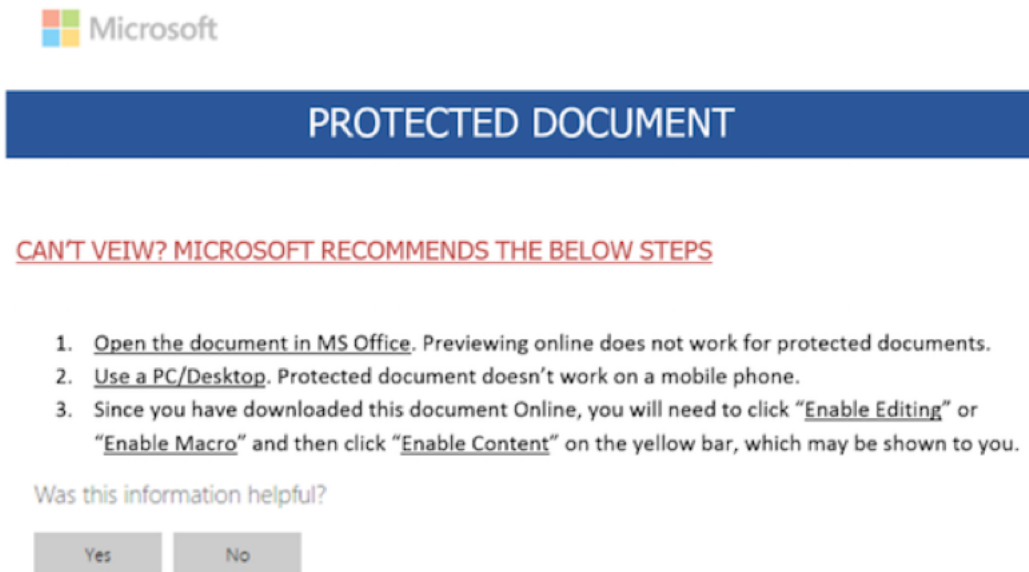 Microsoft
PROTECTED DOCUMENT
CAN'T VEIW? MICROSOFT RECOMMENDS THE BELOW STEPS
1. Open the document in MS Office. Previewing online does not work for protected documents.
2. Use a PC/Desktop. Protected document doesn't work on a mobile phone.
3. Since you have downloaded this document Online, you will need to click “Enable Editing” or
“Enable Macro” and then click “Enable Content” on the yellow bar, which may be shown to you.
Was this information helpful?
Yes No